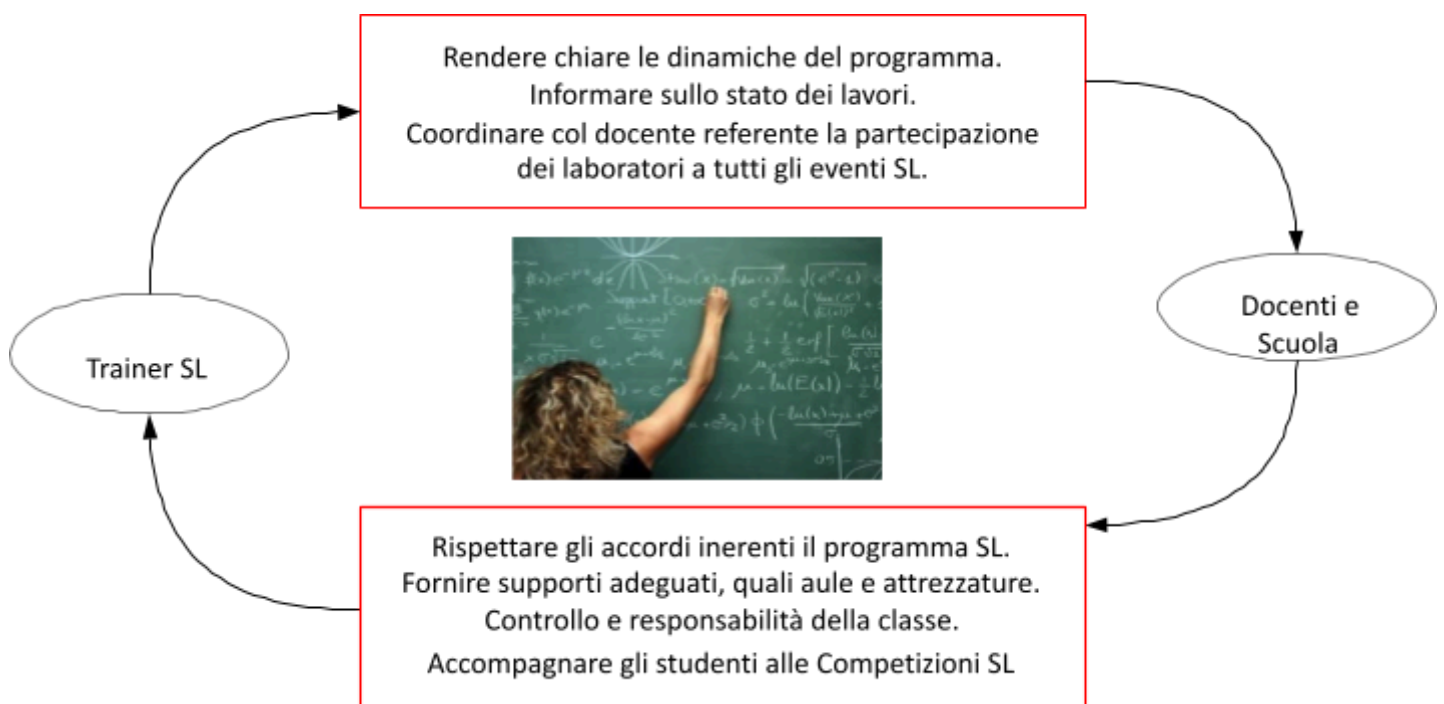 Rendere chiare le dinamiche del programma.
Informare sullo stato dei lavori.
Coordinare col docente referente la partecipazione
dei laboratori a tutti gli eventi SL.
Trainer SL
Docenti e
Scuola
Rispettare gli accordi inerenti il programma SL.
Fornire supporti adeguati, quali aule e attrezzature.
Controllo e responsabilità della classe.
Accompagnare gli studenti alle Competizioni SL